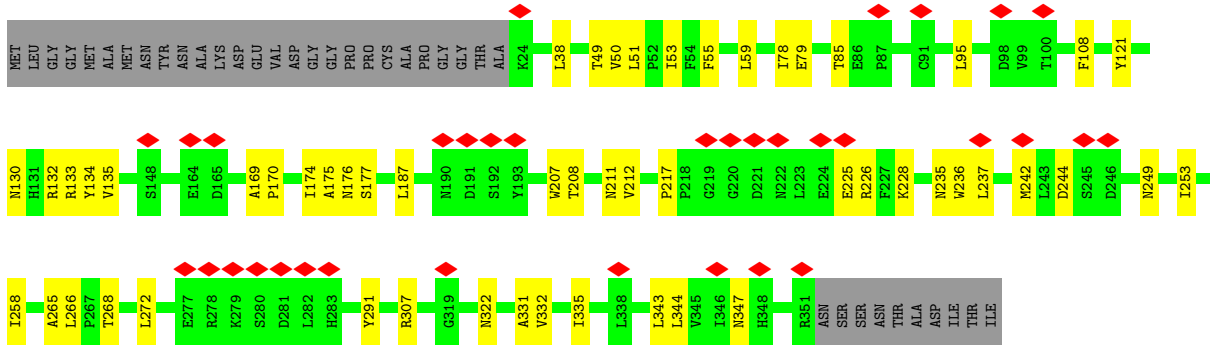 MET LEU GLY GLY MET ALA MET ASN TYR ASN ALA LYS ASP GLU VAL ASP GLY GLY PRO PRO CYS ALA PRO GLY GLY THR ALA K24 L38 T49 V50 L51 P52 I53 F54 F55 L59 I78 E79 T85 E86 P87 C91 L95 D98 V99 T100 F108 Y121
N130 H131 R132 R133 Y134 V135 S148 E164 D165 A169 P170 I174 A175 N176 S177 L187 N190 D191 S192 Y193 W207 T208 N211 V212 P217 P218 G219 G220 D221 N222 L223 E224 E225 R226 F227 K228 N235 W236 L237 M242 L243 D244 S245 D246 N249 I253
I258 A265 L266 P267 T268 L272 E277 R278 K279 S280 D281 L282 H283 Y291 R307 G319 N322 A331 V332 I335 L338 L343 L344 V345 I346 N347 H348 R351 ASN SER SER ASN THR ALA ASP ILE THR ILE